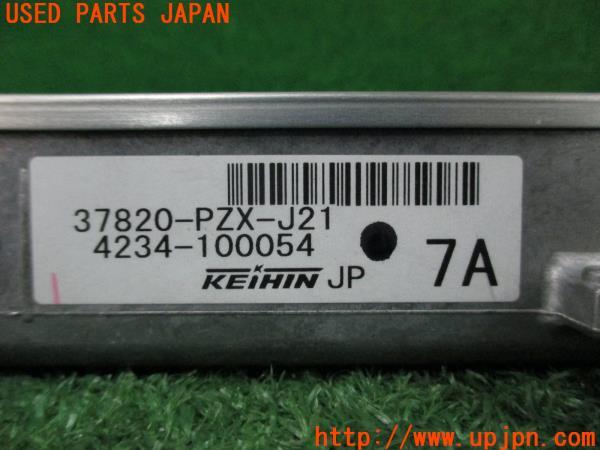 USED PARTS JAPAN
37820-PZX-J21
4234-100054
7A
KEIHIN JP
http://www.upjpn.com/